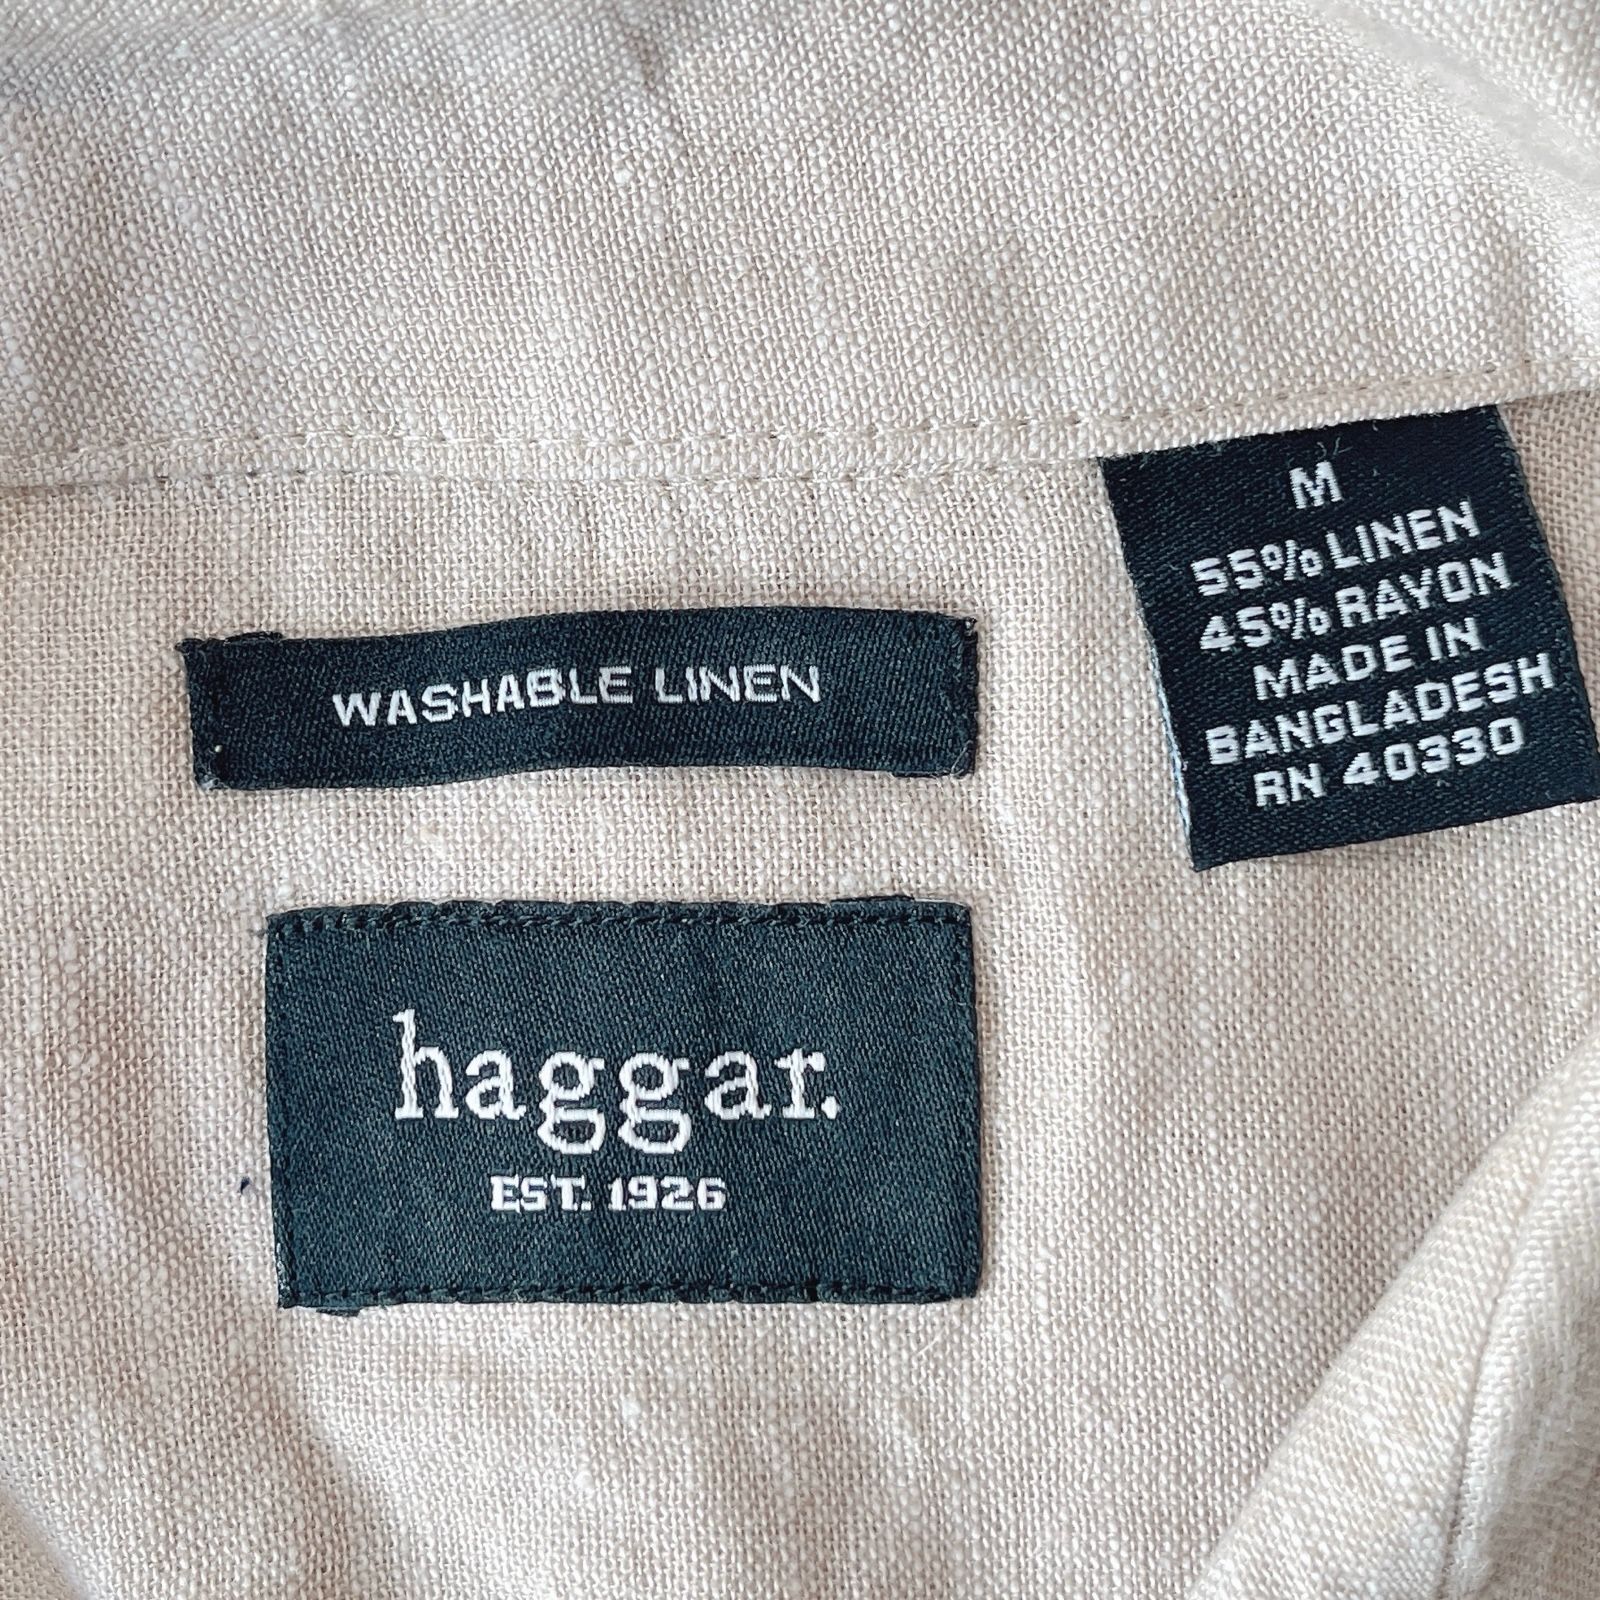 M
55% LINEN
45% RAYON
MADE IN
BANGLADESH
RN 40330
WASHABLE LINEN
haggar.
EST. 1926